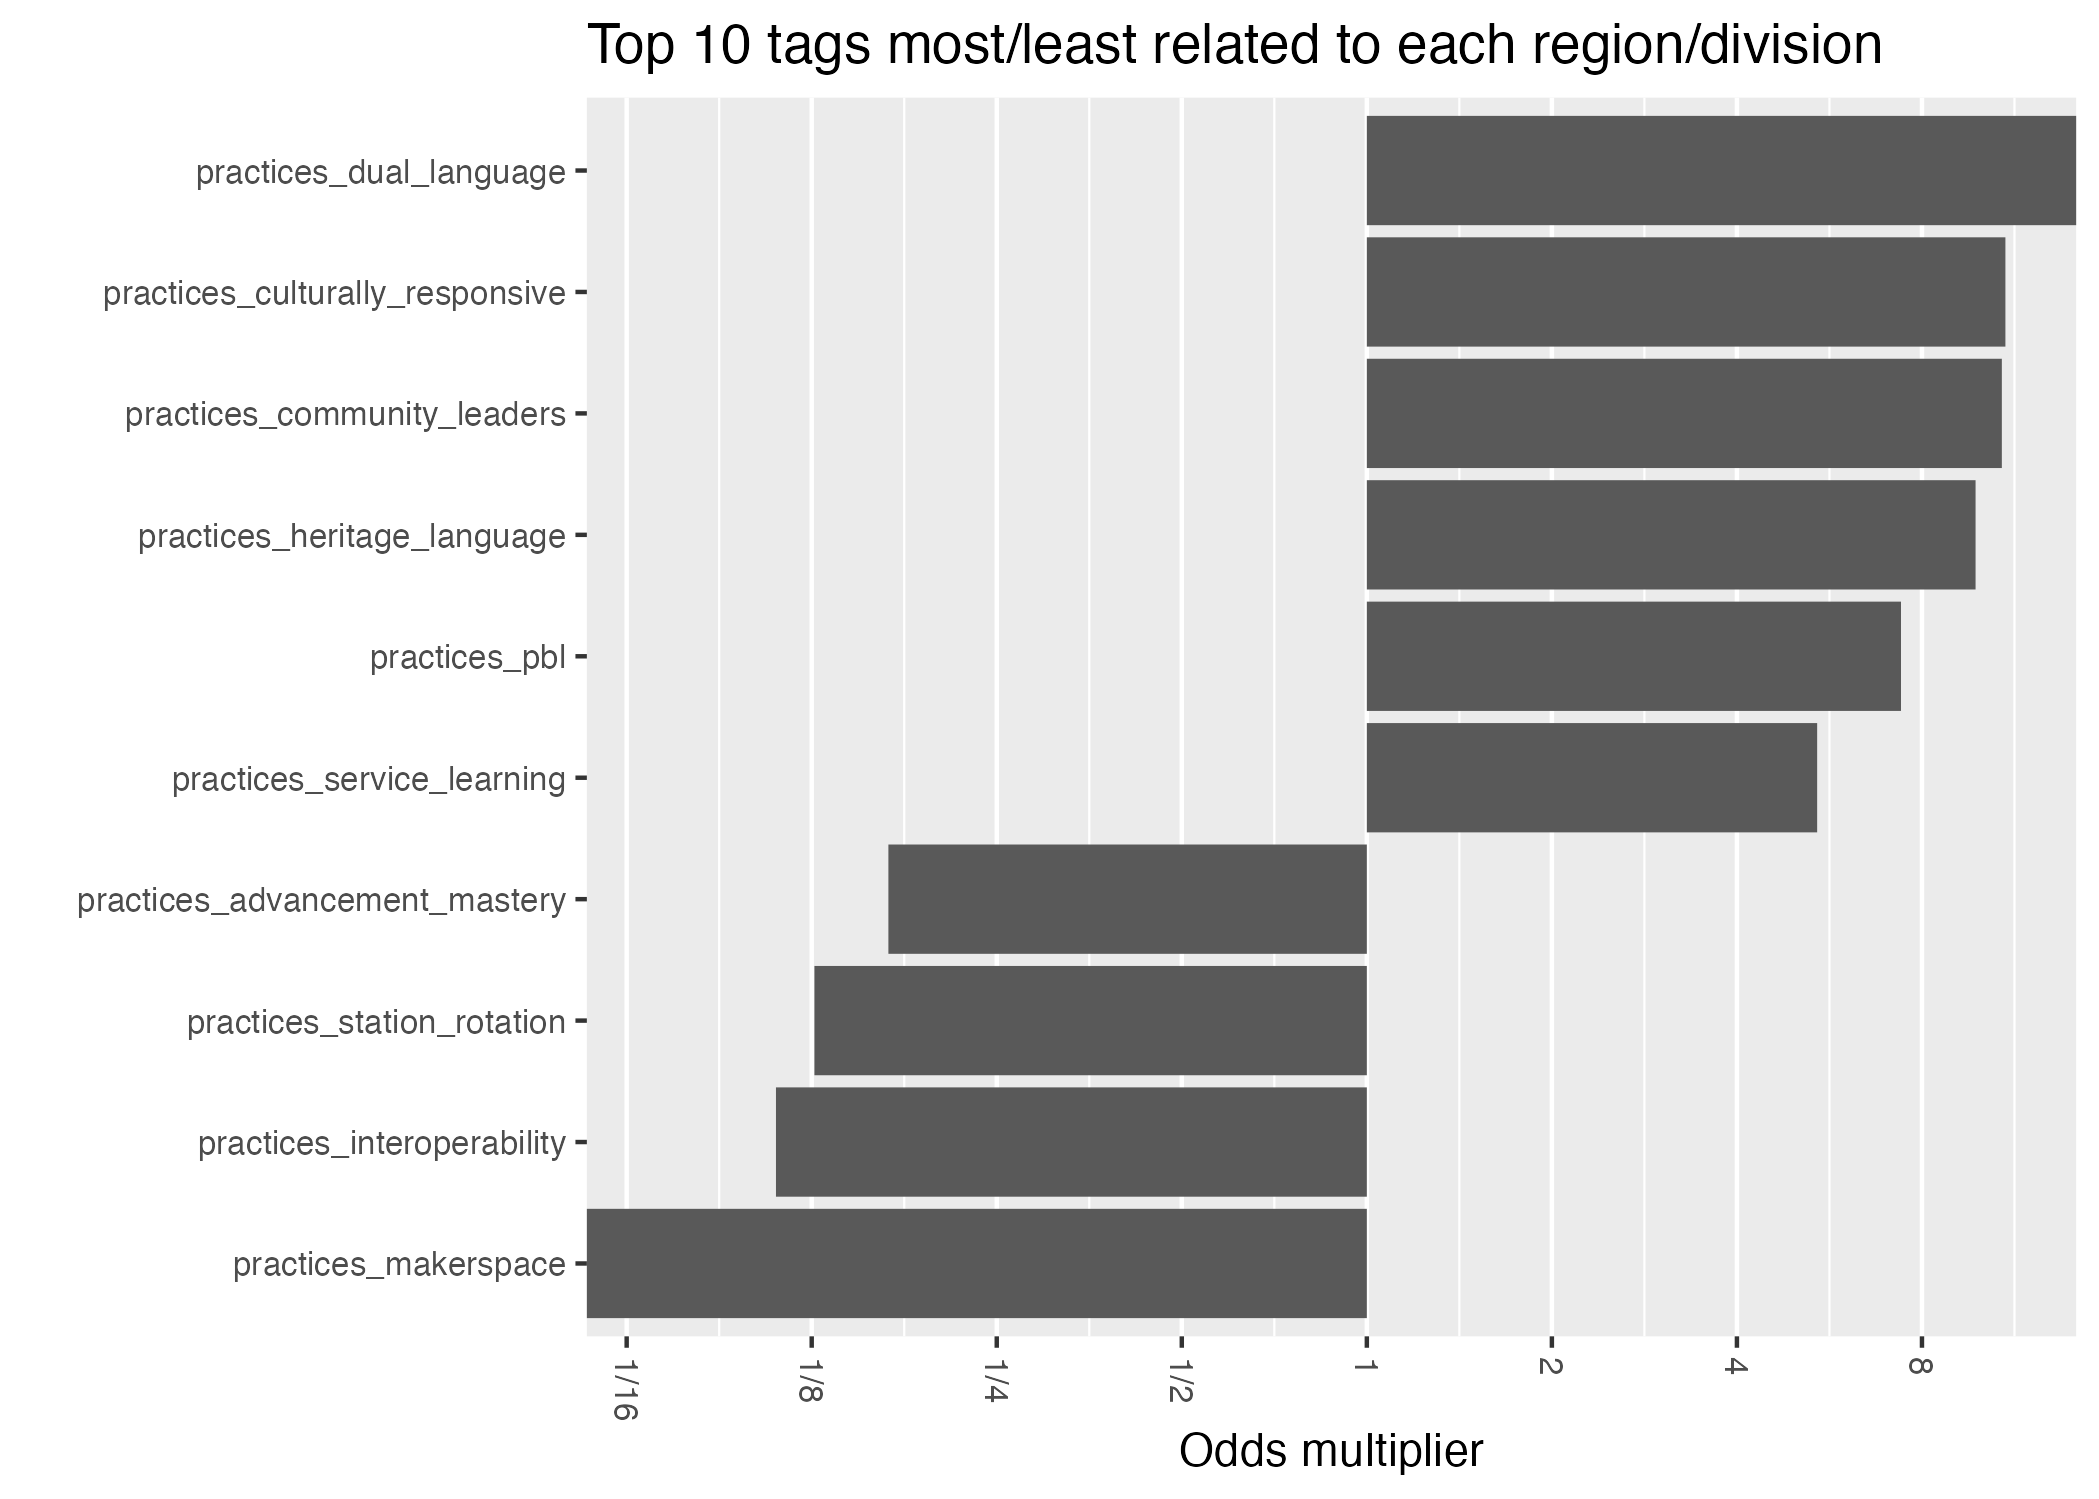 Top 10 tags most/least related to each region/division
practices_dual_language
practices_culturally_responsive
practices_community_leaders
practices_heritage_language
practices_pbl
practices_service_learning
practices_advancement_mastery
practices_station_rotation
practices_interoperability
practices_makerspace
1/16
1/8
1/4
1/2
1
2
4
8
Odds multiplier